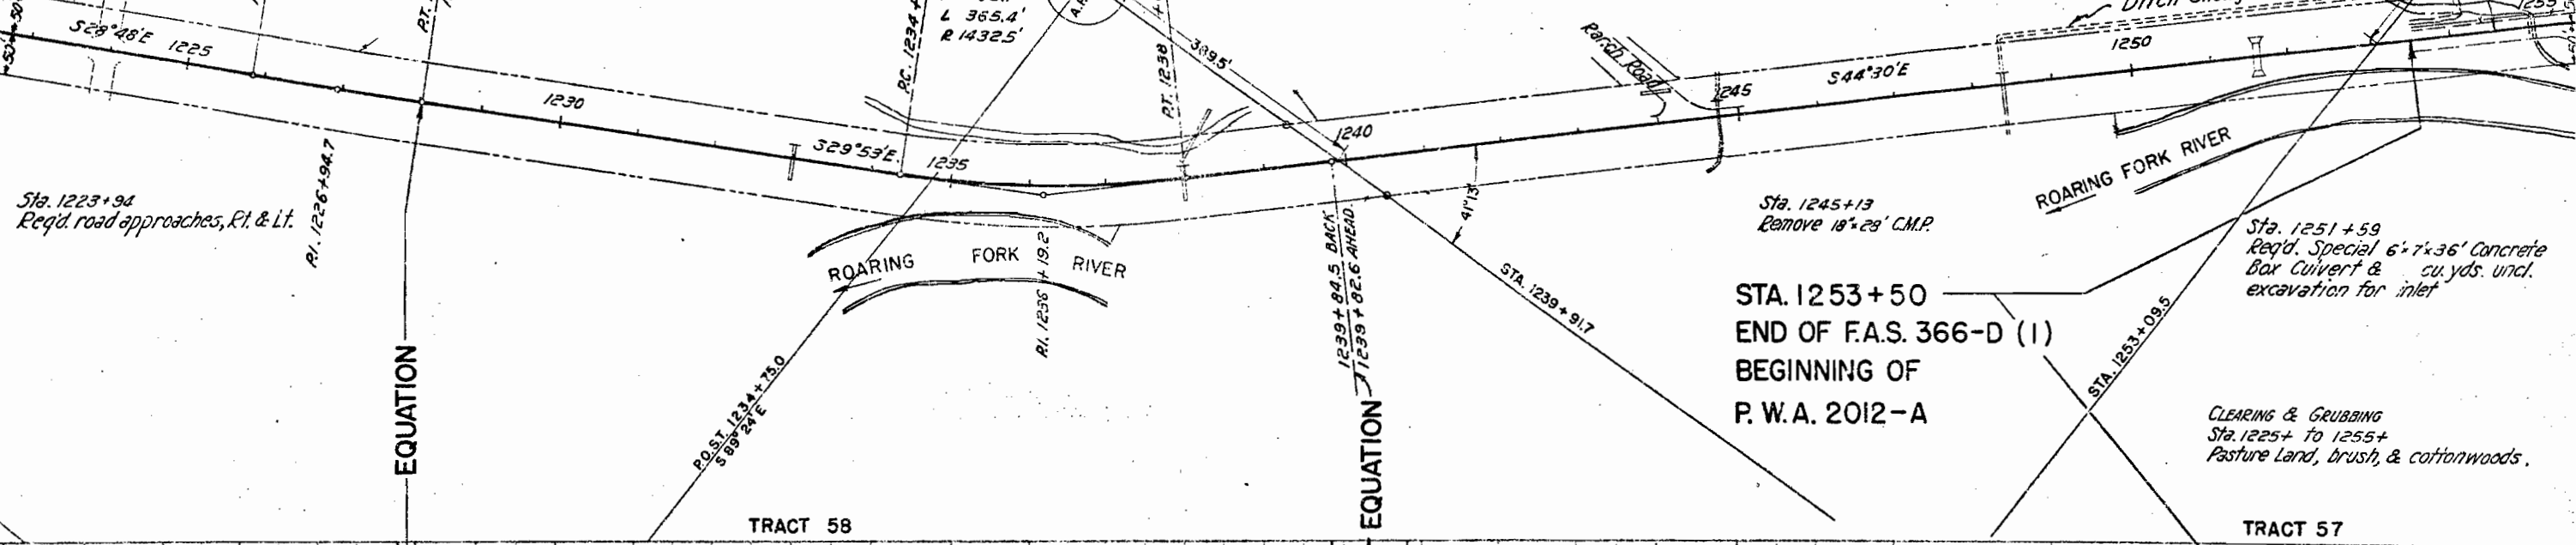 S28°48'E
1225
1230
S29°53'E.
1235
L 365.4'
R 1432.5'
P.C. 1234+
P.T. 1238
389.5'
1240
Ranch Road
1245
S44°30'E
1250
1255
Sta. 1223+94
Req'd. road approaches, Rt. & Lt.
P.I. 1226+94.7
ROARING FORK RIVER
P.I. 1236+19.2
1239+84.5 BACK
1239+82.6 AHEAD
41°13'
STA. 1239+91.7
Sta. 1245+13
Remove 18"x28' C.M.P.
ROARING FORK RIVER
Sta. 1251+59
Req'd. Special 6'x7'x36' Concrete
Box Culvert & cu.yds. uncl.
excavation for inlet
STA. 1253+50
END OF F.A.S. 366-D (1)
BEGINNING OF
P.W.A. 2012-A
STA. 1253+09.5
EQUATION
P.O.S.T. 1234+75.0
S 89°24'E
EQUATION
CLEARING & GRUBBING
Sta. 1225+ to 1255+
Pasture Land, brush, & cottonwoods.
TRACT 58
TRACT 57